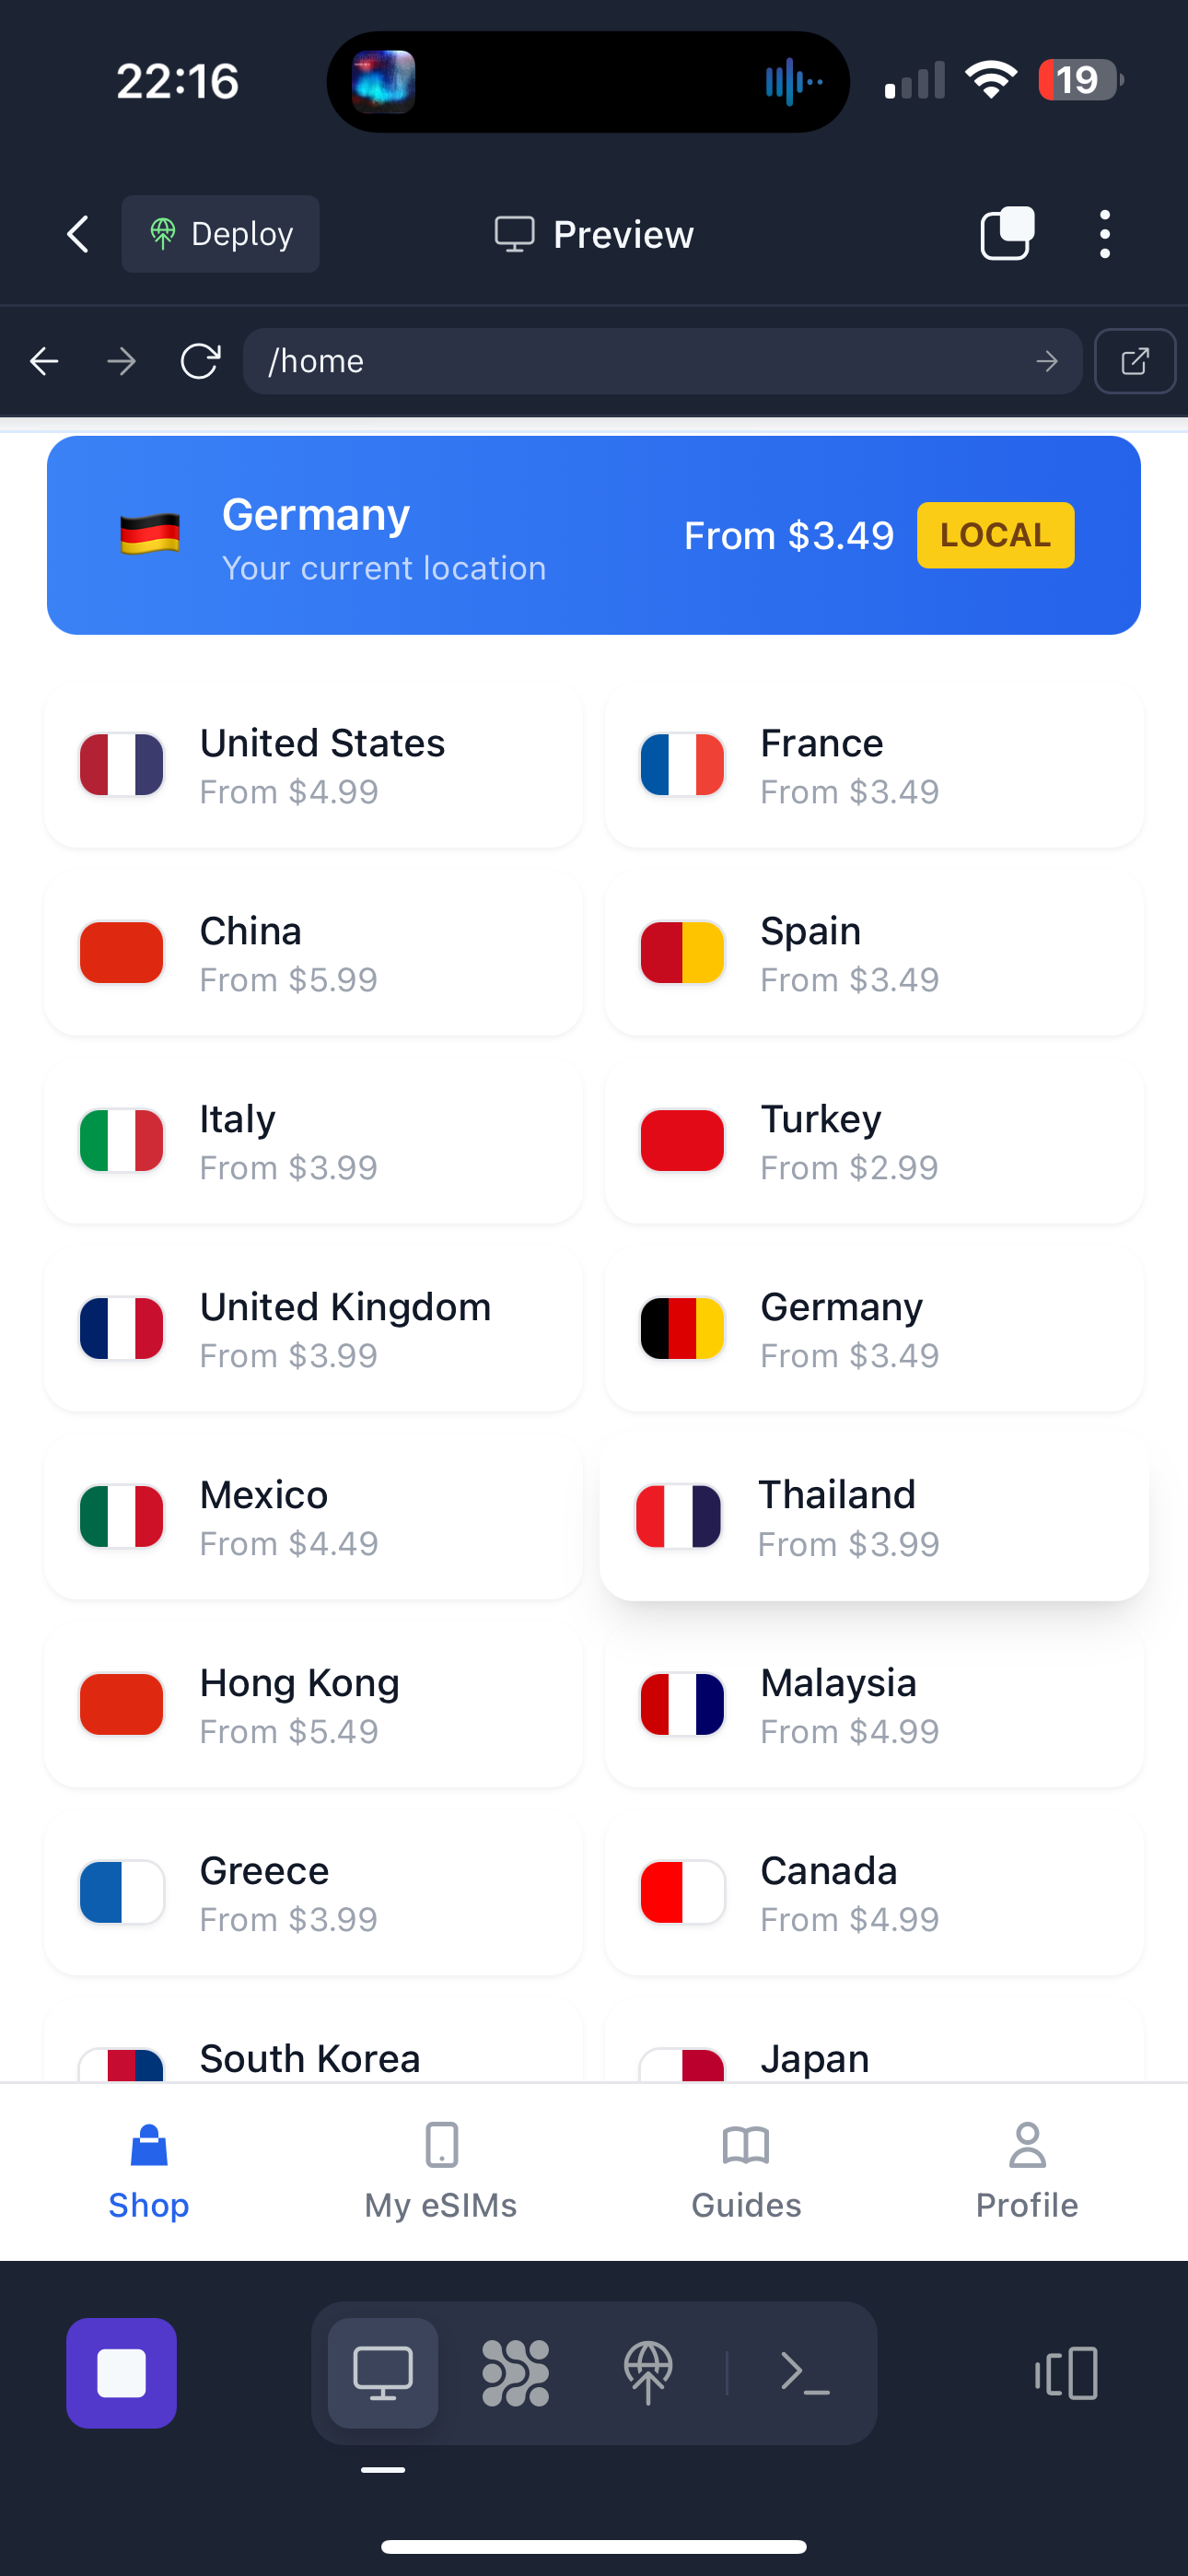 22:16
19
Deploy
Preview
/home
Germany
Your current location
From $3.49
LOCAL
United States
From $4.99
France
From $3.49
China
From $5.99
Spain
From $3.49
Italy
From $3.99
Turkey
From $2.99
United Kingdom
From $3.99
Germany
From $3.49
Mexico
From $4.49
Thailand
From $3.99
Hong Kong
From $5.49
Malaysia
From $4.99
Greece
From $3.99
Canada
From $4.99
South Korea
Japan
Shop
My eSIMs
Guides
Profile